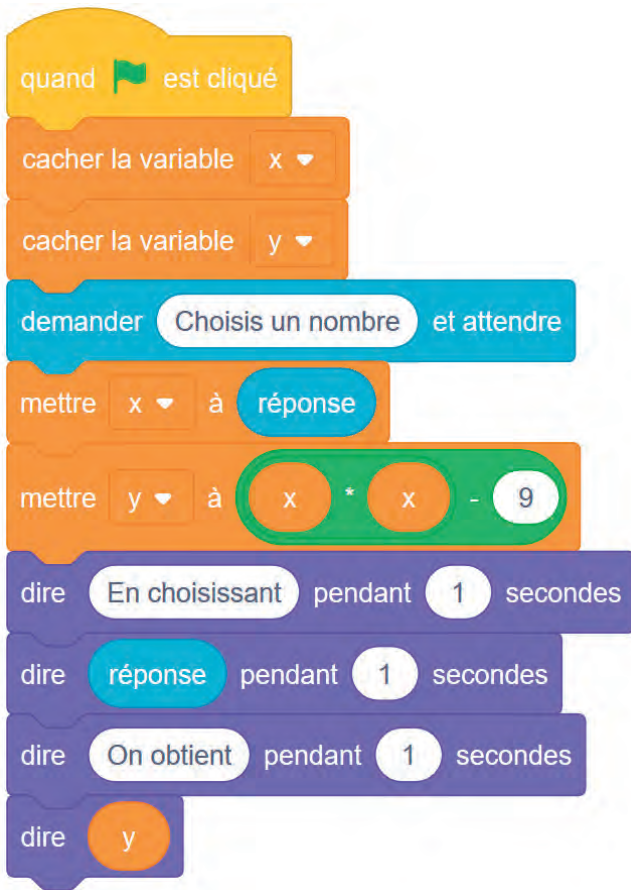 quand est cliqué
cacher la variable x
cacher la variable y
demander Choisis un nombre et attendre
mettre x à réponse
mettre y à x * x - 9
dire En choisissant pendant 1 secondes
dire réponse pendant 1 secondes
dire On obtient pendant 1 secondes
dire y